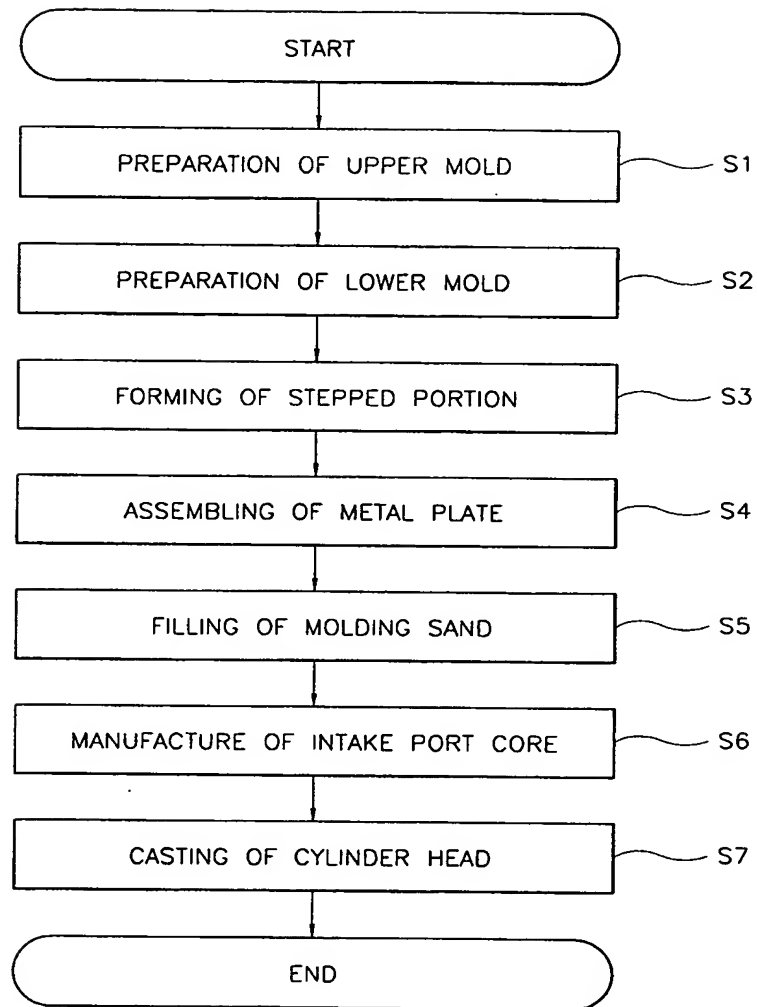 START
PREPARATION OF UPPER MOLD S1
PREPARATION OF LOWER MOLD S2
FORMING OF STEPPED PORTION S3
ASSEMBLING OF METAL PLATE S4
FILLING OF MOLDING SAND S5
MANUFACTURE OF INTAKE PORT CORE S6
CASTING OF CYLINDER HEAD S7
END